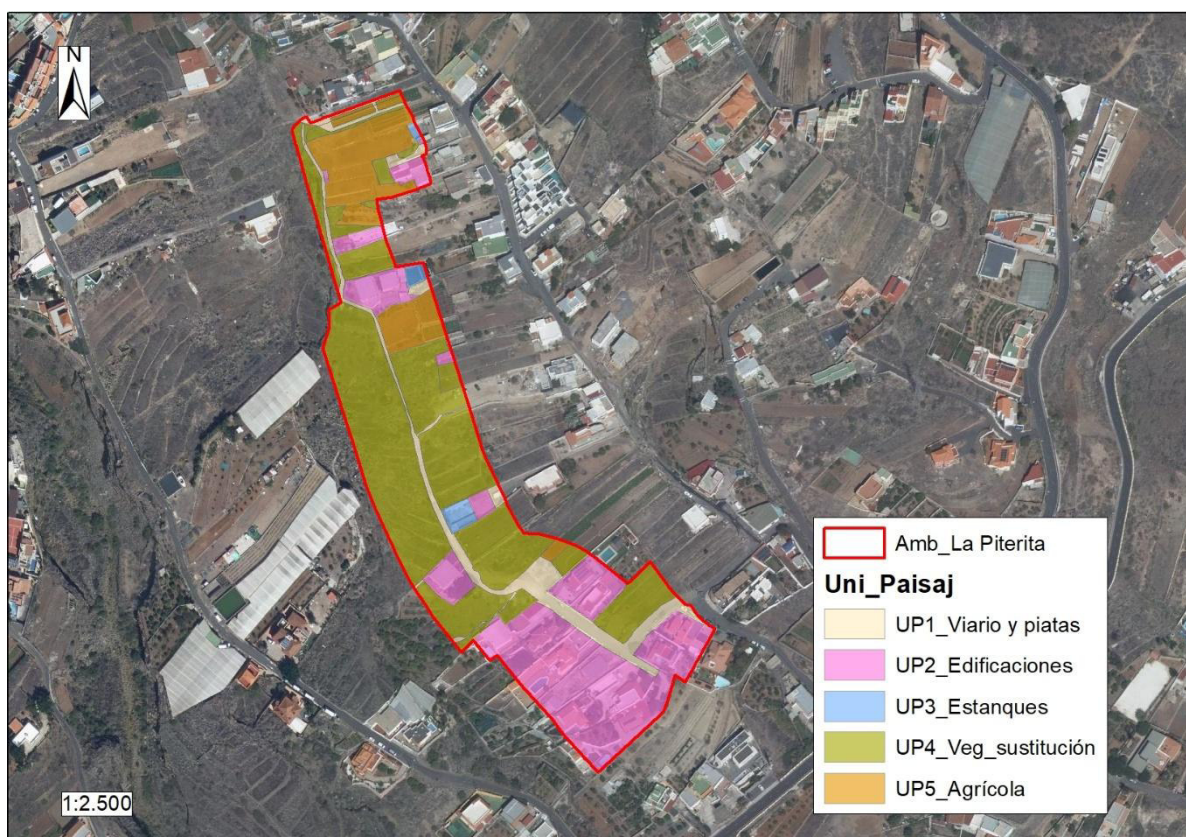 N
Amb_La Piterita
Uni_Paisaj
UP1_Viario y piatas
UP2_Edificaciones
UP3_Estanques
UP4_Veg_sustitución
UP5_Agrícola
1:2.500